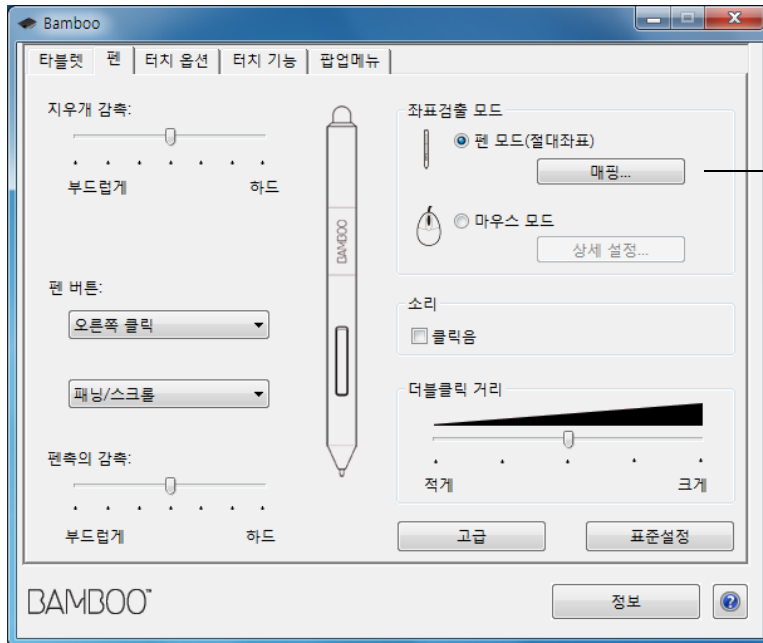 Bamboo
타블렛 펜 터치 옵션 터치 기능 팝업메뉴
지우개 감촉:
부드럽게 하드
펜 버튼:
오른쪽 클릭
패닝/스크롤
펜촉의 감촉:
부드럽게 하드
BAMBOO
좌표검출 모드
펜 모드(절대좌표)
매핑...
마우스 모드
상세 설정...
소리
클릭음
더블클릭 거리
적게 크게
고급 표준설정
BAMBOO™ 정보 ?